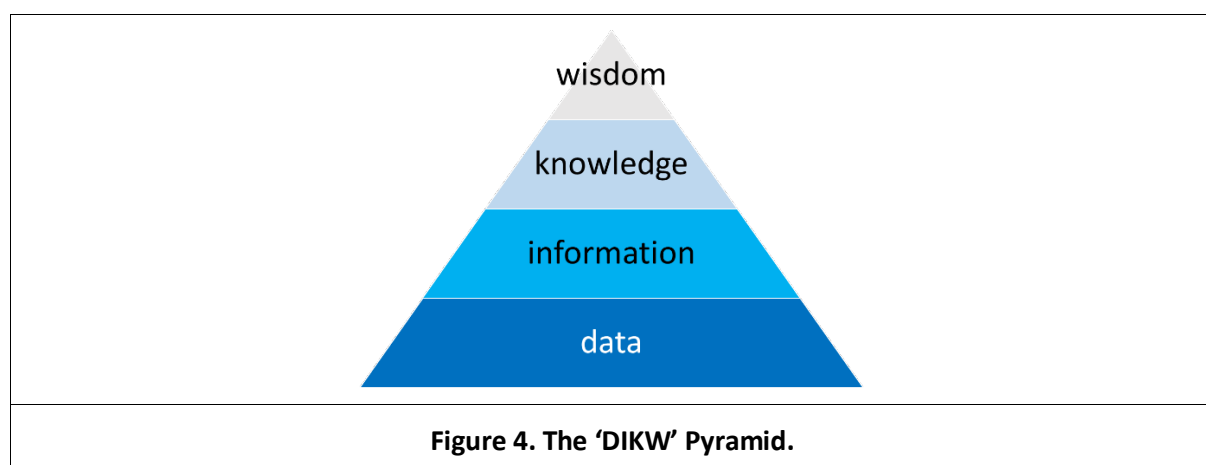 wisdom
knowledge
information
data
Figure 4. The ‘DIKW’ Pyramid.